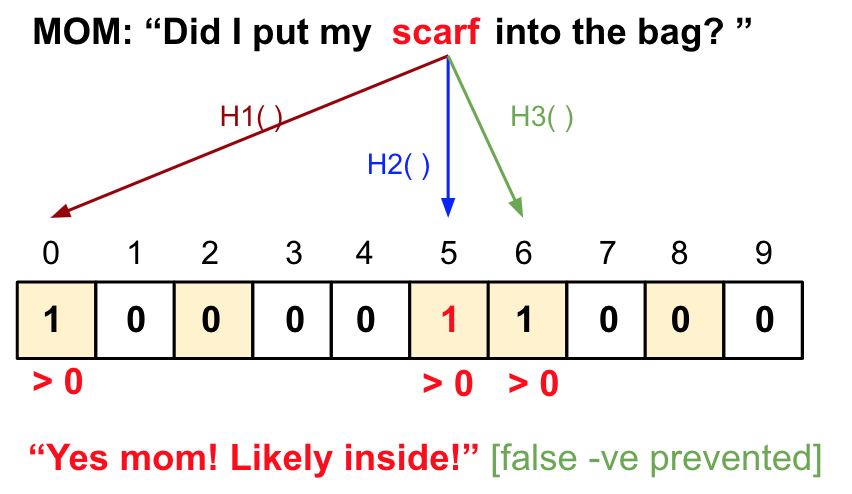 MOM: “Did I put my scarf into the bag? ”
H1( )
H3( )
H2( )
0 1 2 3 4 5 6 7 8 9
1 0 0 0 0 1 1 0 0 0
> 0 > 0 > 0
“Yes mom! Likely inside!” [false -ve prevented]